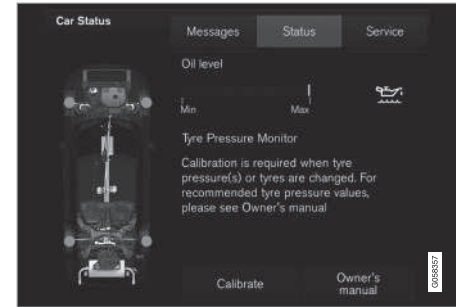 Car Status
Messages
Status
Service
Oil level
Min
Max
Tyre Pressure Monitor
Calibration is required when tyre
pressure(s) or tyres are changed. For
recommended tyre pressure values,
please see Owner's manual
Calibrate
Owner's
manual
G058357